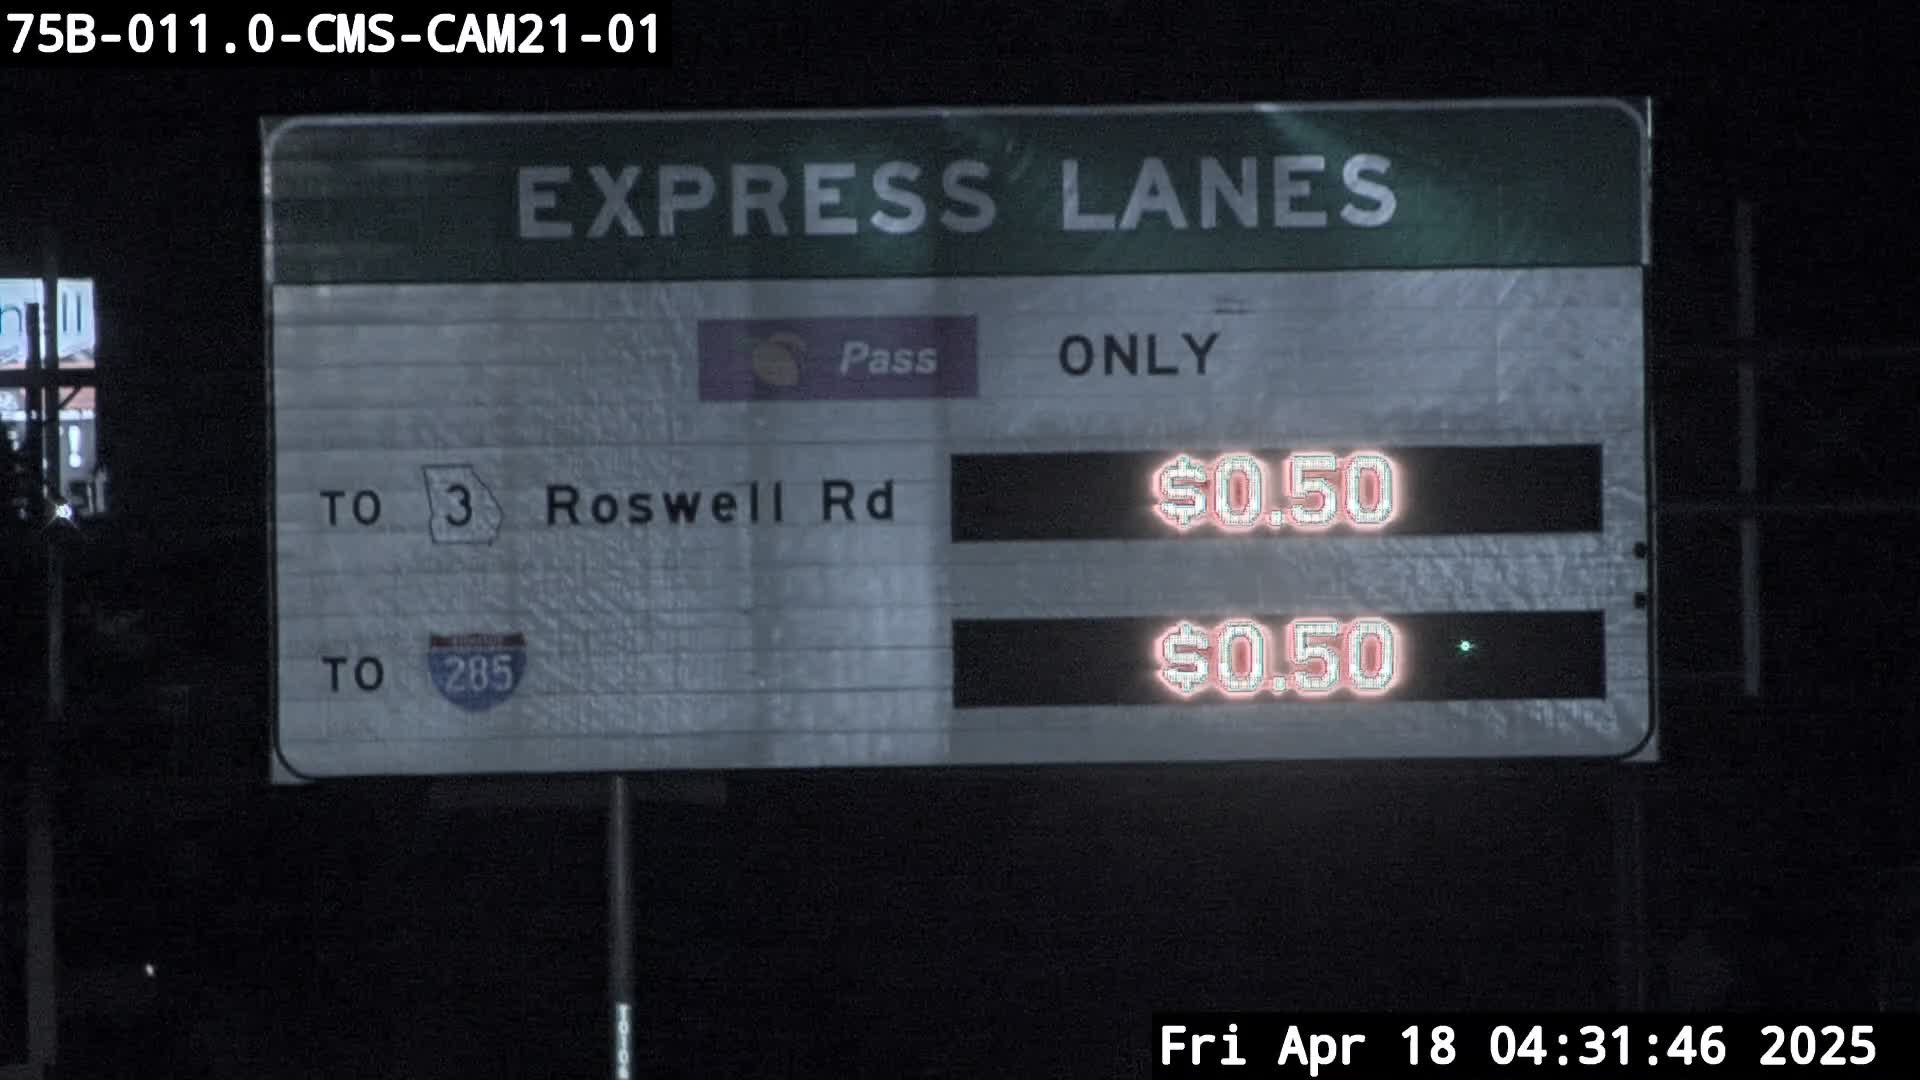 75B-011.0-CMS-CAM21-01
EXPRESS LANES
Pass ONLY
TO 3 Roswell Rd $0.50
TO 285 $0.50
Fri Apr 18 04:31:46 2025